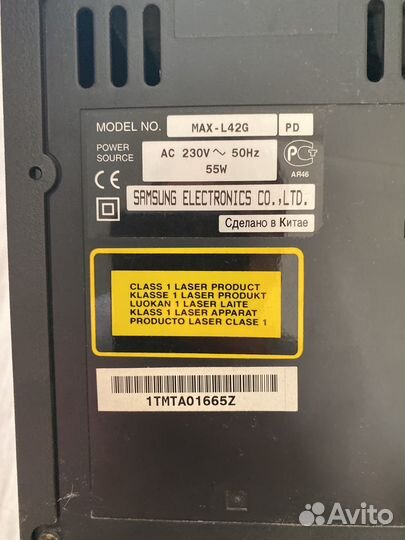 MODEL NO. MAX-L42G PD
POWER SOURCE AC 230V ~ 50Hz
55W
АЯ46
CE
SAMSUNG ELECTRONICS CO.,LTD.
Сделано в Китае
CLASS 1 LASER PRODUCT
KLASSE 1 LASER PRODUKT
LUOKAN 1 LASER LAITE
KLASS 1 LASER APPARAT
PRODUCTO LASER CLASE 1
1TMTA01665Z
Avito